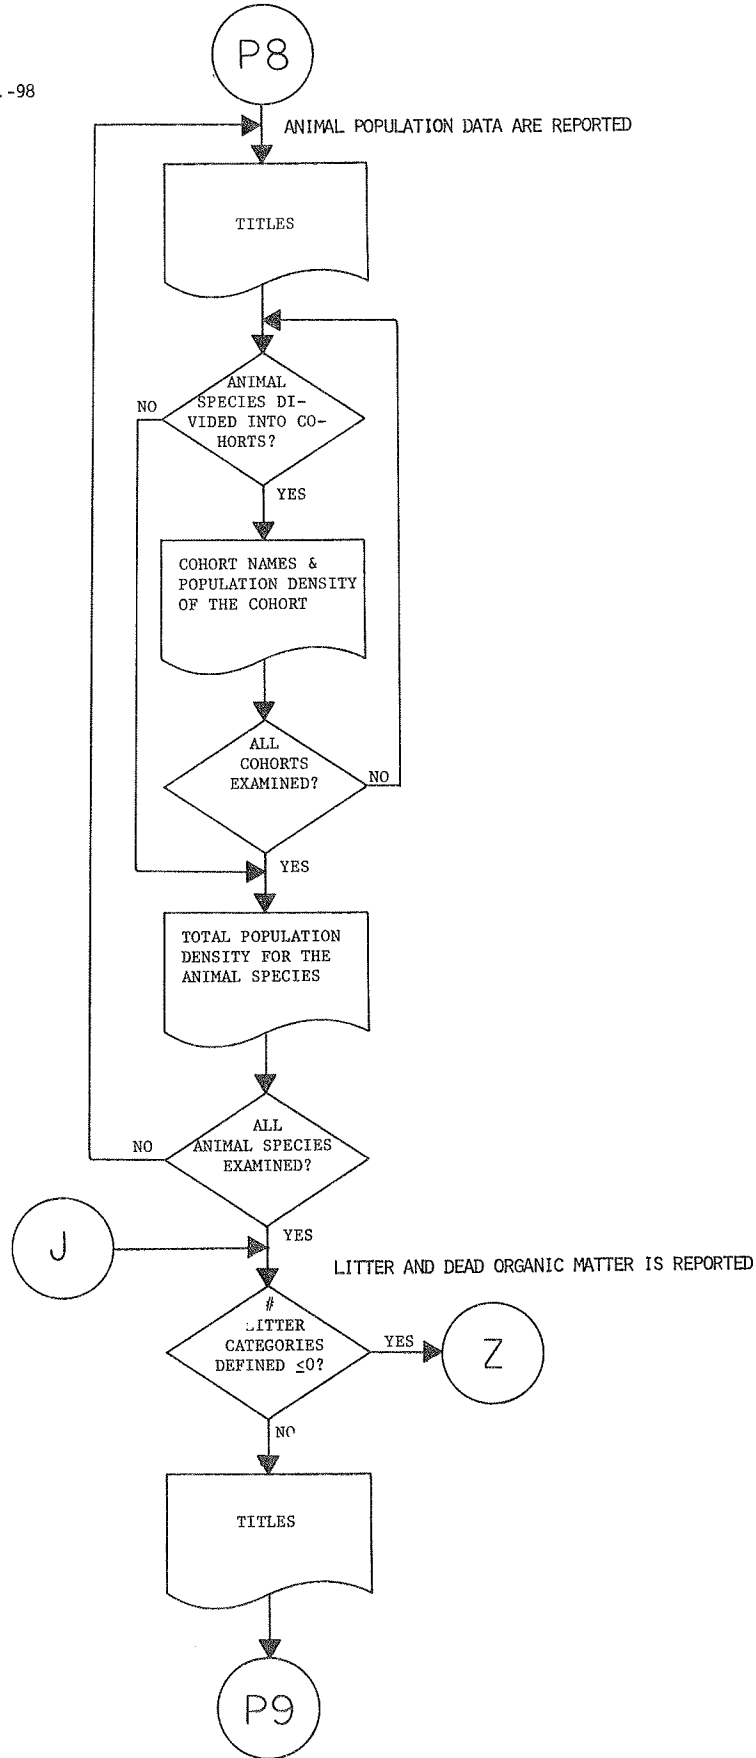 P8
.-98
ANIMAL POPULATION DATA ARE REPORTED
TITLES
ANIMAL
SPECIES DI-
VIDED INTO CO-
HORTS?
NO
YES
COHORT NAMES &
POPULATION DENSITY
OF THE COHORT
ALL
COHORTS
EXAMINED?
NO
YES
TOTAL POPULATION
DENSITY FOR THE
ANIMAL SPECIES
ALL
ANIMAL SPECIES
EXAMINED?
NO
YES
J
LITTER AND DEAD ORGANIC MATTER IS REPORTED
#
LITTER
CATEGORIES
DEFINED ≤0?
YES
Z
NO
TITLES
P9